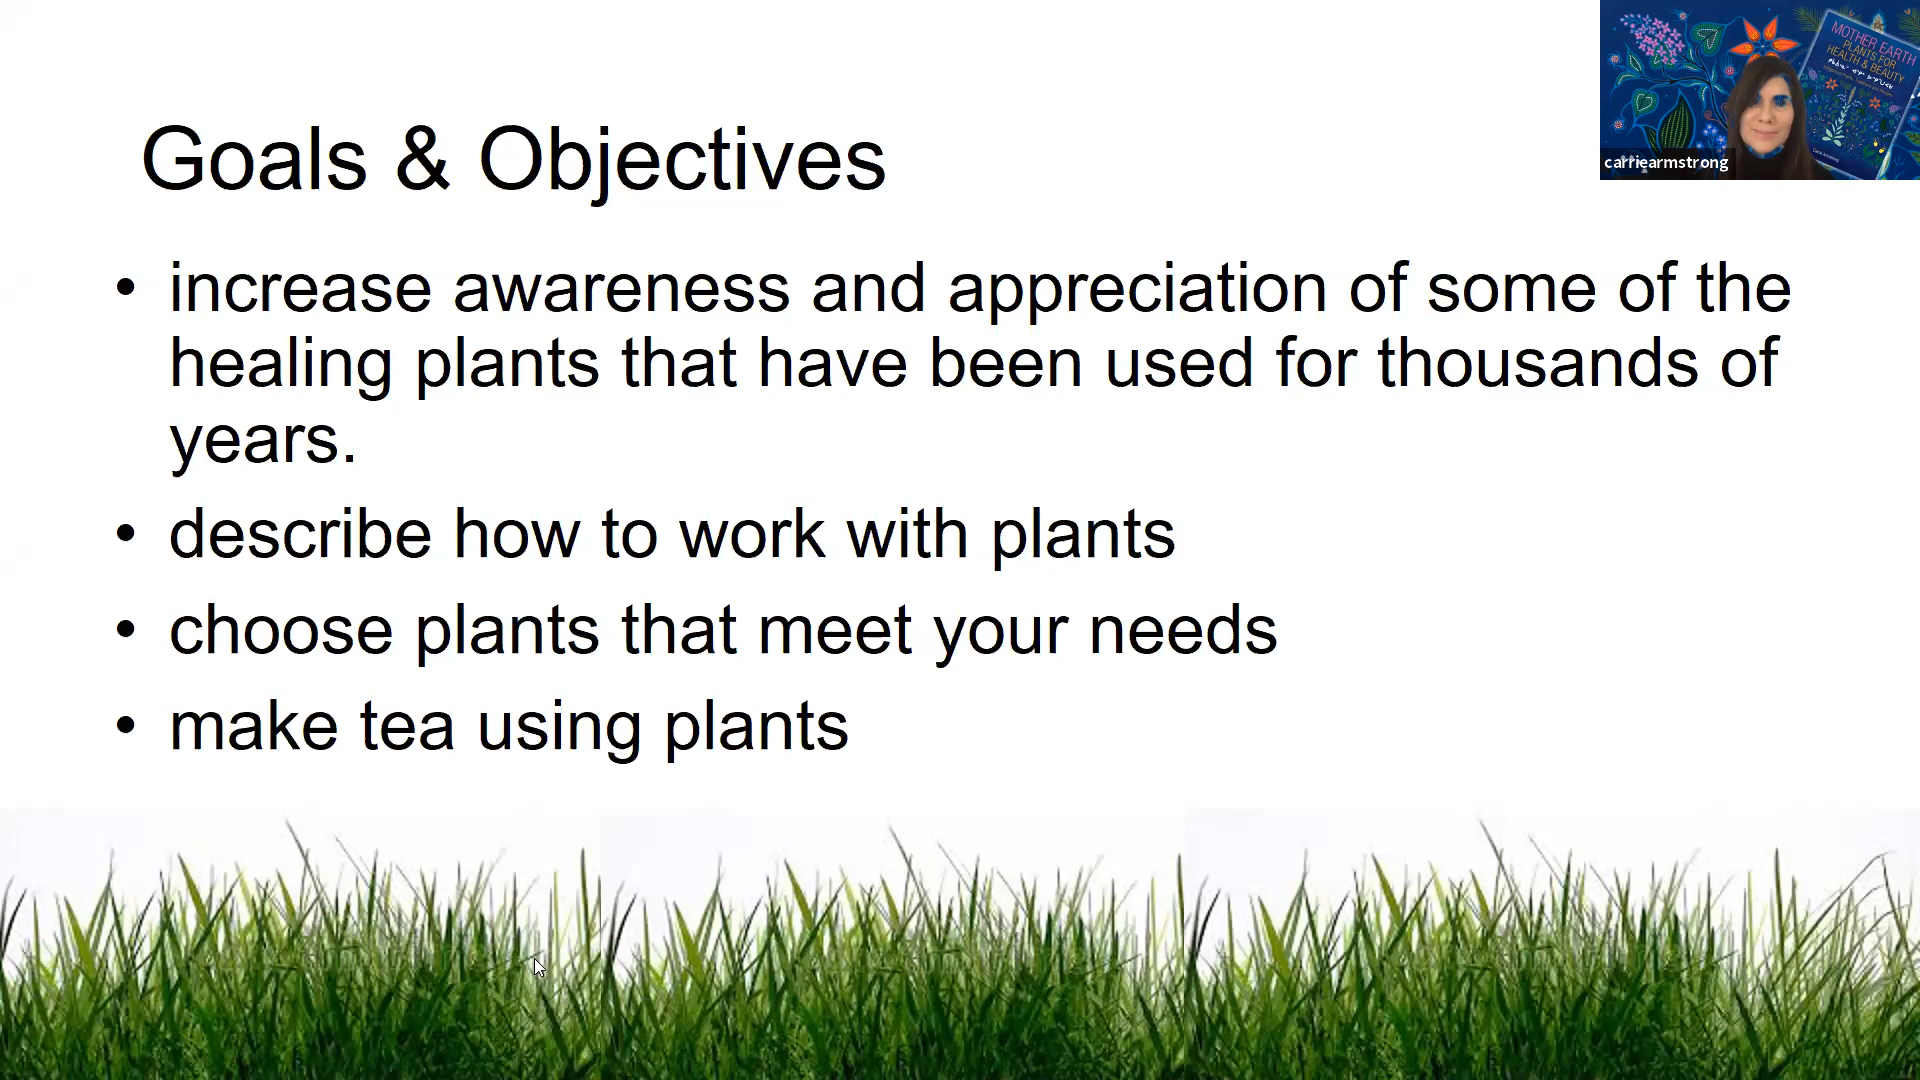 Goals & Objectives
• increase awareness and appreciation of some of the
healing plants that have been used for thousands of
years.
• describe how to work with plants
• choose plants that meet your needs
• make tea using plants
MOTHER EARTH
PLANTS FOR
HEALTH & BEAUTY
carriearmstrong